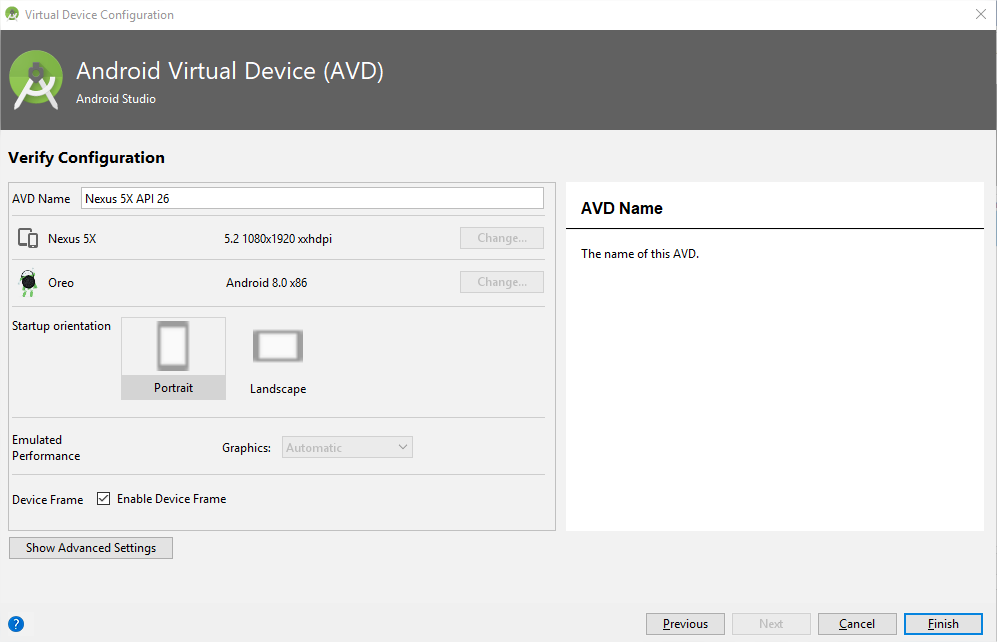 Virtual Device Configuration
Android Virtual Device (AVD)
Android Studio
Verify Configuration
AVD Name Nexus 5X API 26
Nexus 5X 5.2 1080x1920 xxhdpi Change...
Oreo Android 8.0 x86 Change...
Startup orientation
Portrait Landscape
Emulated
Performance
Graphics: Automatic
Device Frame Enable Device Frame
Show Advanced Settings
AVD Name
The name of this AVD.
?
Previous Next Cancel Finish